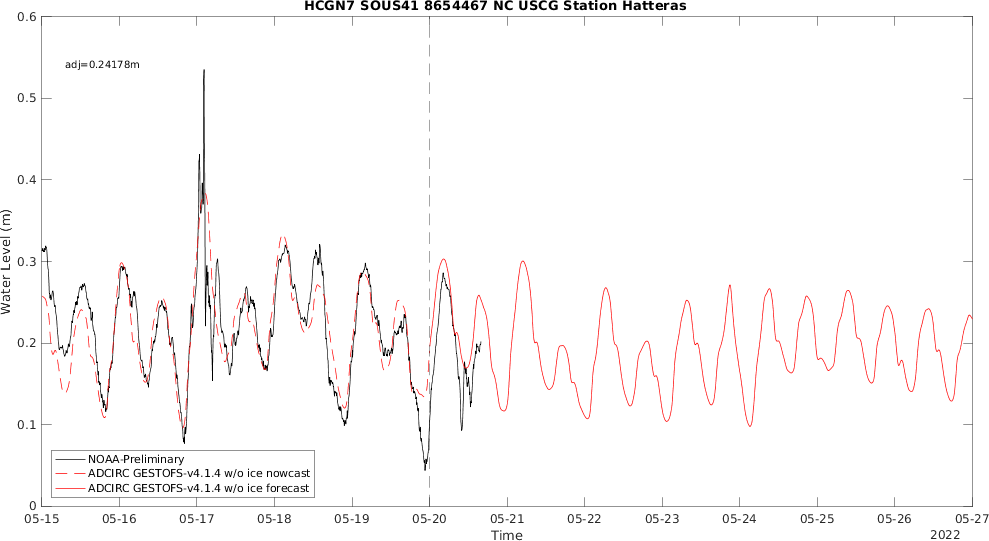 HCGN7 SOUS41 8654467 NC USCG Station Hatteras
adj=0.24178m
Water Level (m)
0.6
0.5
0.4
0.3
0.2
0.1
0
NOAA-Preliminary
ADCIRC GESTOFS-v4.1.4 w/o ice nowcast
ADCIRC GESTOFS-v4.1.4 w/o ice forecast
05-15 05-16 05-17 05-18 05-19 05-20 05-21 05-22 05-23 05-24 05-25 05-26 05-27
Time
2022